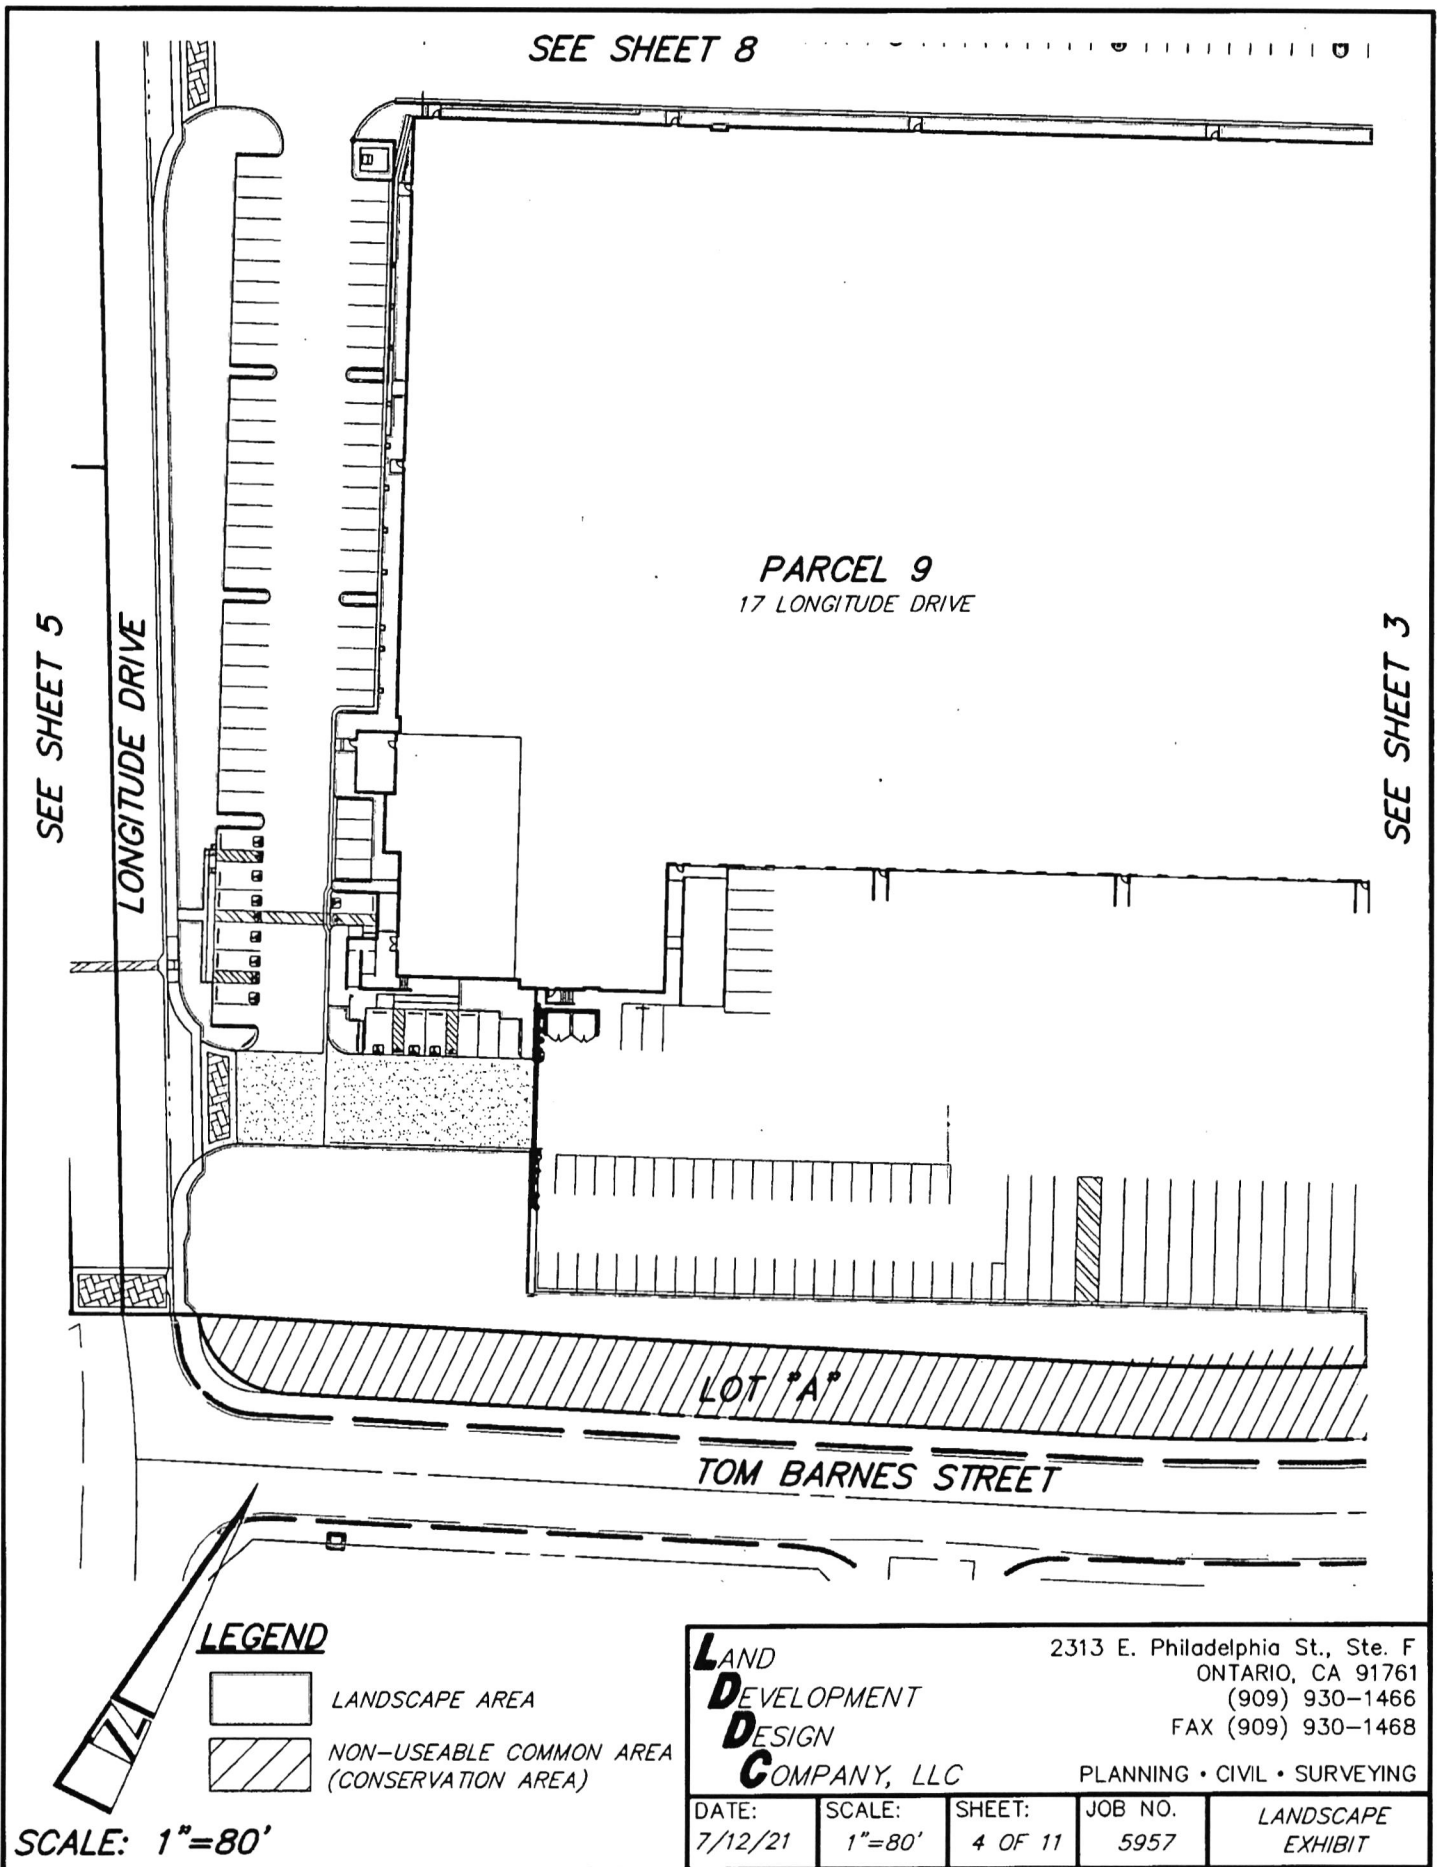 SEE SHEET 8
PARCEL 9
17 LONGITUDE DRIVE
SEE SHEET 5
LONGITUDE DRIVE
SEE SHEET 3
LOT "A"
TOM BARNES STREET
LEGEND
LANDSCAPE AREA
NON-USEABLE COMMON AREA
(CONSERVATION AREA)
N
SCALE: 1"=80'
LAND
DEVELOPMENT
DESIGN
COMPANY, LLC
2313 E. Philadelphia St., Ste. F
ONTARIO, CA 91761
(909) 930-1466
FAX (909) 930-1468
PLANNING • CIVIL • SURVEYING
DATE:
7/12/21
SCALE:
1"=80'
SHEET:
4 OF 11
JOB NO.
5957
LANDSCAPE
EXHIBIT